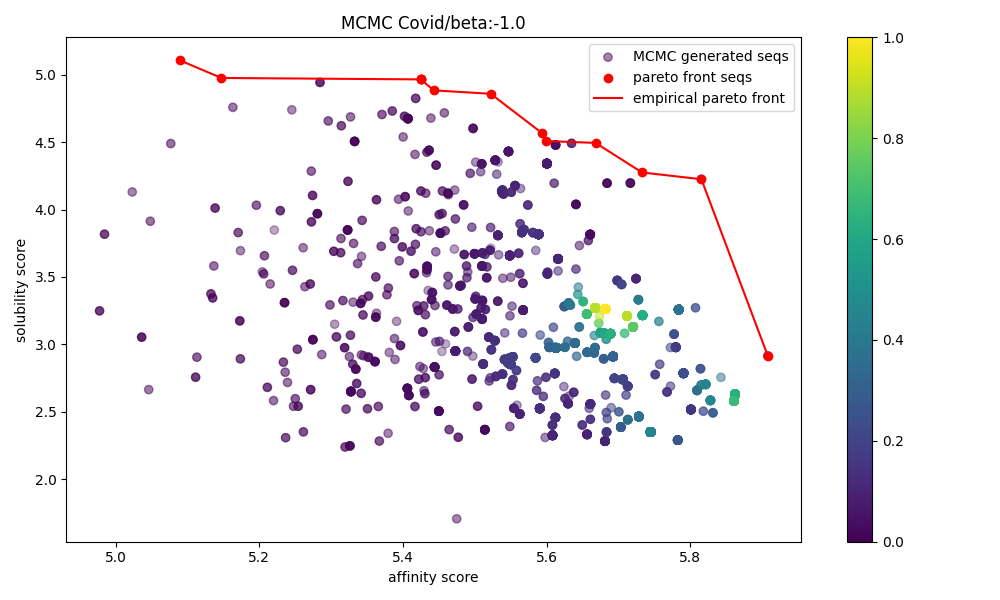 MCMC Covid/beta:-1.0
MCMC generated seqs
pareto front seqs
empirical pareto front
5.0
4.5
4.0
3.5
3.0
2.5
2.0
solubility score
5.0 5.2 5.4 5.6 5.8
affinity score
1.0
0.8
0.6
0.4
0.2
0.0